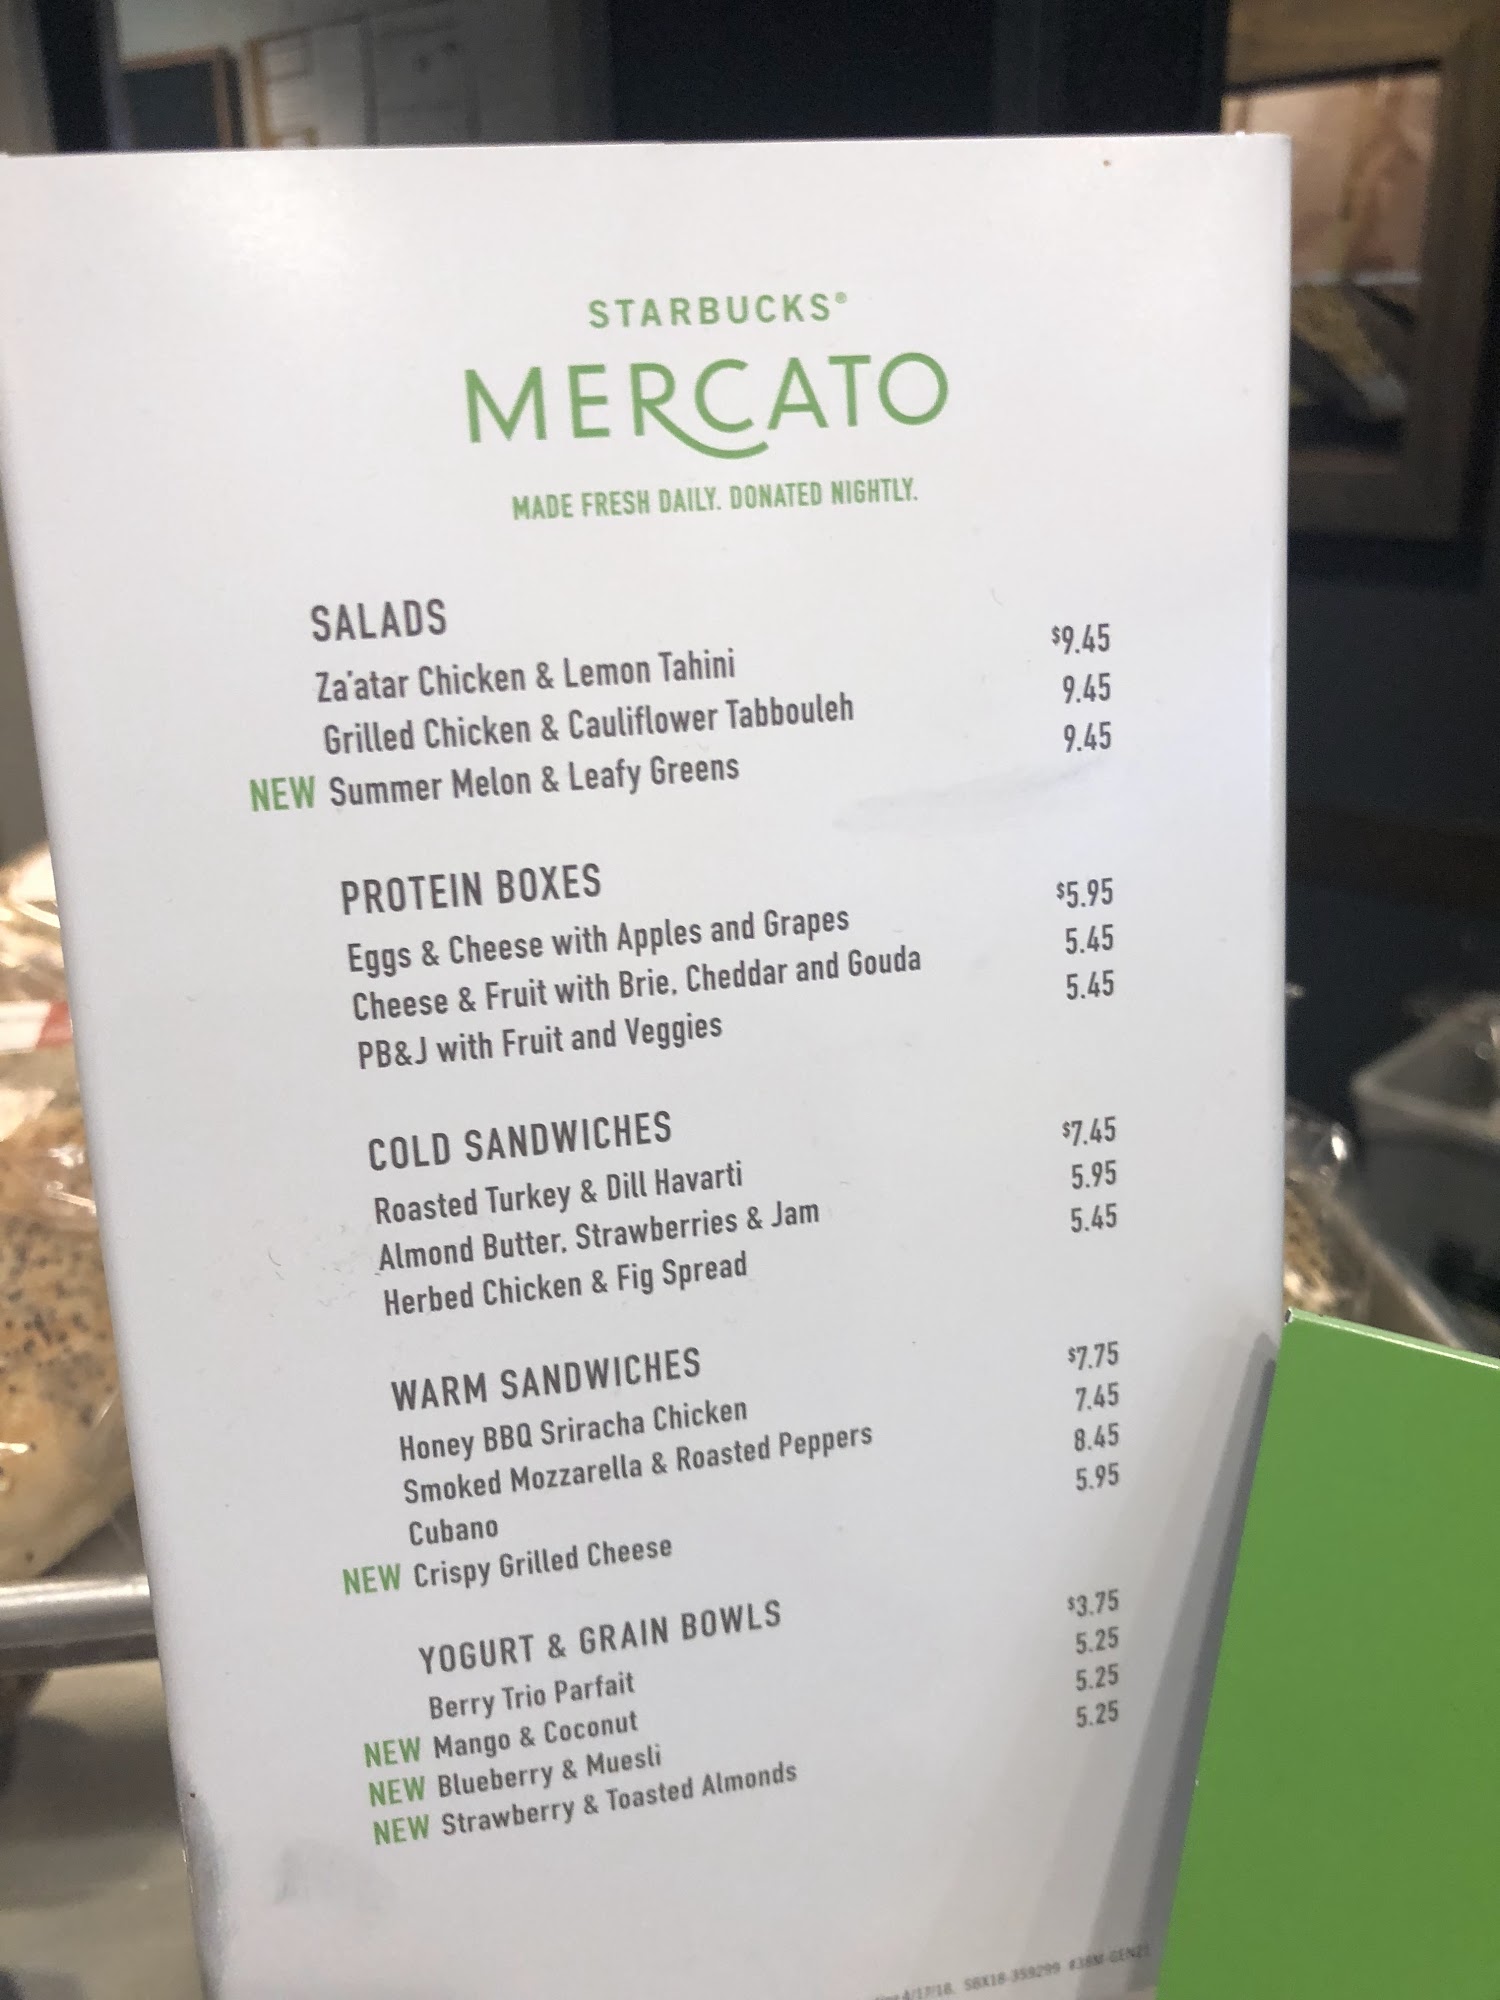 STARBUCKS®
MERCATO
MADE FRESH DAILY. DONATED NIGHTLY.
SALADS
Za'atar Chicken & Lemon Tahini $9.45
Grilled Chicken & Cauliflower Tabbouleh 9.45
NEW Summer Melon & Leafy Greens 9.45
PROTEIN BOXES
Eggs & Cheese with Apples and Grapes $5.95
Cheese & Fruit with Brie, Cheddar and Gouda 5.45
PB&J with Fruit and Veggies 5.45
COLD SANDWICHES
Roasted Turkey & Dill Havarti $7.45
Almond Butter, Strawberries & Jam 5.95
Herbed Chicken & Fig Spread 5.45
WARM SANDWICHES
Honey BBQ Sriracha Chicken $7.75
Smoked Mozzarella & Roasted Peppers 7.45
Cubano 8.45
NEW Crispy Grilled Cheese 5.95
YOGURT & GRAIN BOWLS
Berry Trio Parfait $3.75
NEW Mango & Coconut 5.25
NEW Blueberry & Muesli 5.25
NEW Strawberry & Toasted Almonds 5.25
4/17/18. SBX18-359299